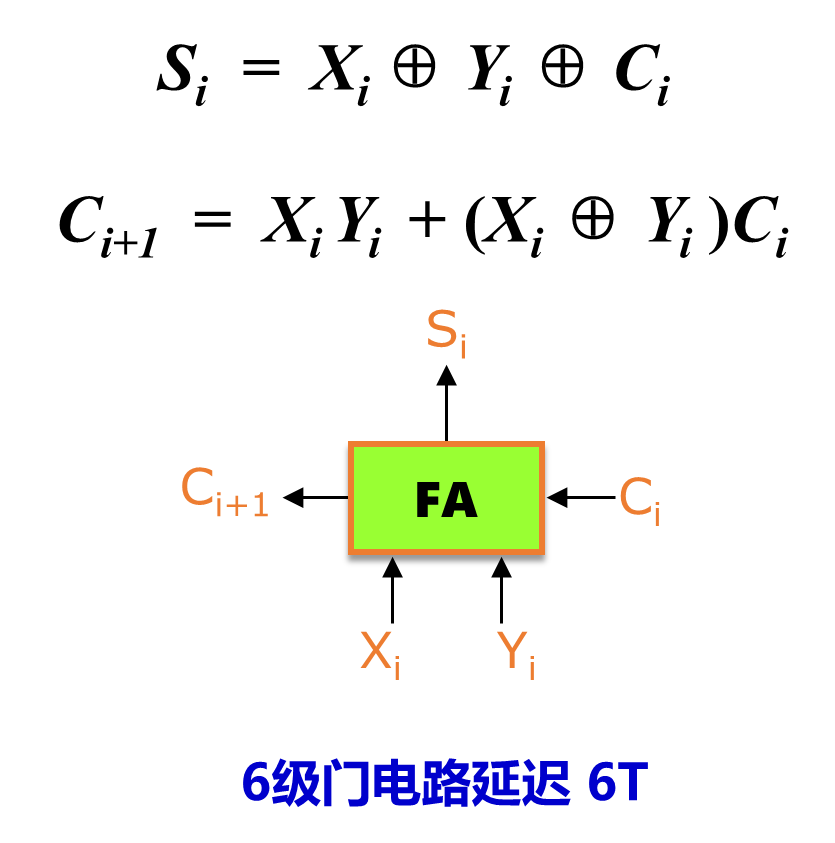 Sᵢ = Xᵢ ⊕ Yᵢ ⊕ Cᵢ
Cᵢ₊₁ = XᵢYᵢ + (Xᵢ ⊕ Yᵢ)Cᵢ
Sᵢ
Cᵢ₊₁ FA Cᵢ
Xᵢ Yᵢ
6级门电路延迟 6T